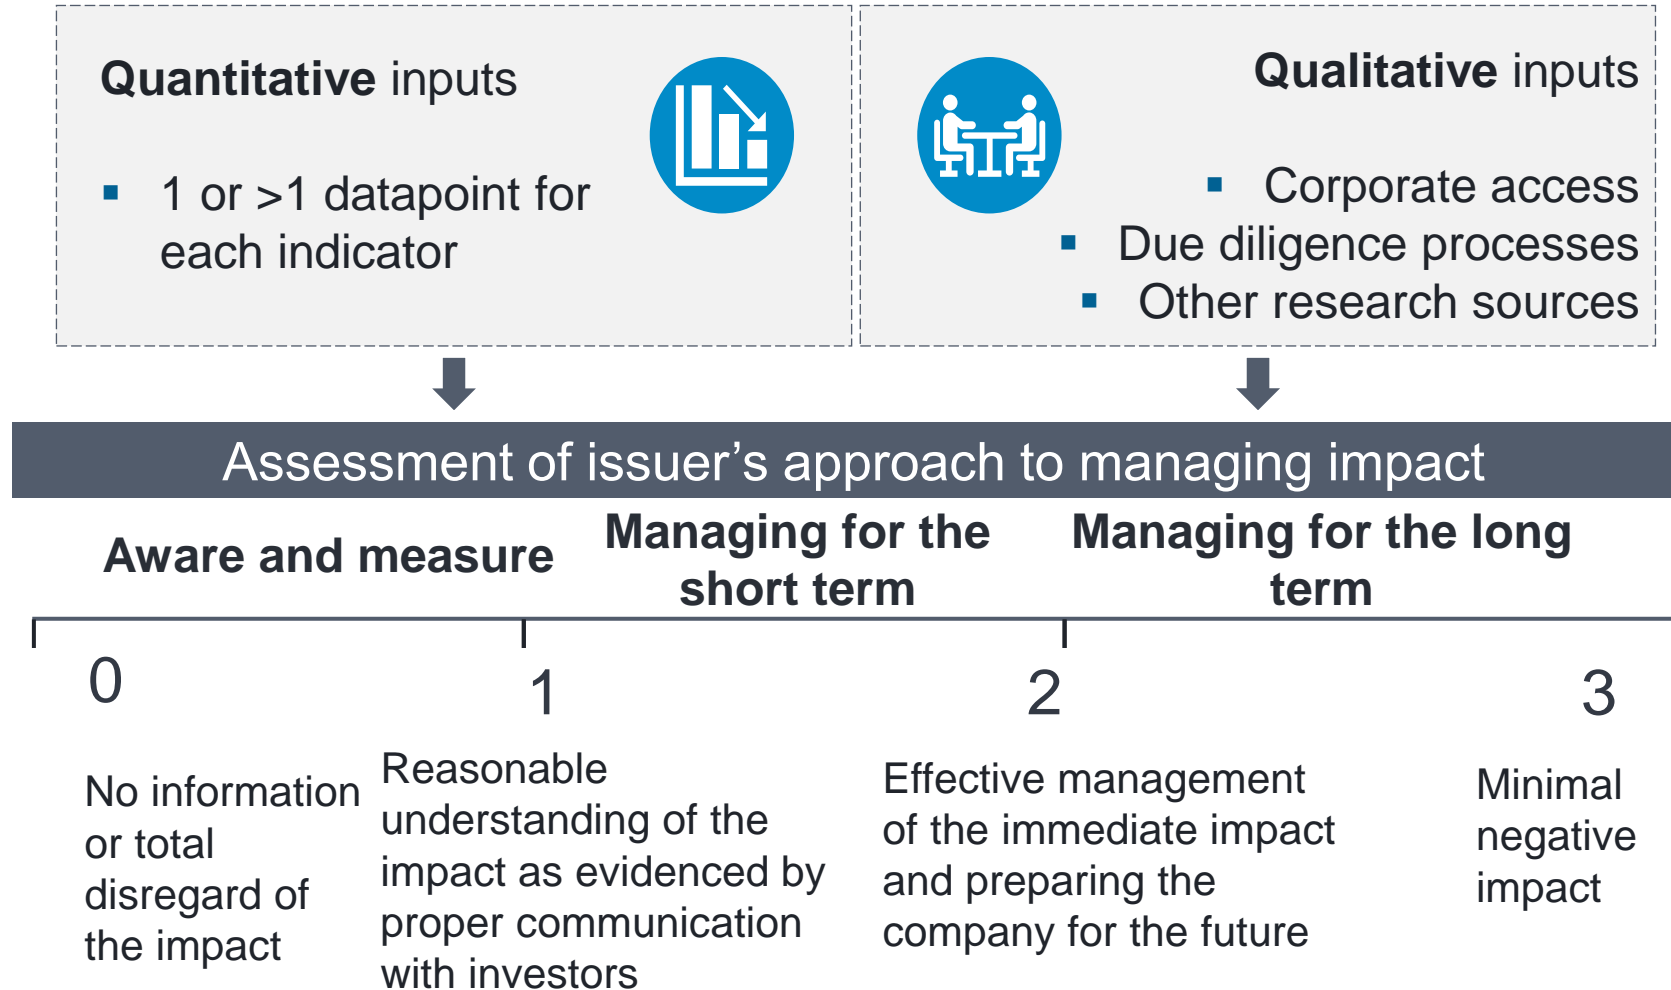 Quantitative inputs
1 or >1 datapoint for
each indicator
Qualitative inputs
Corporate access
Due diligence processes
Other research sources
Assessment of issuer’s approach to managing impact
Aware and measure
Managing for the
short term
Managing for the long
term
0
1
2
3
No information
or total
disregard of
the impact
Reasonable
understanding of the
impact as evidenced by
proper communication
with investors
Effective management
of the immediate impact
and preparing the
company for the future
Minimal
negative
impact